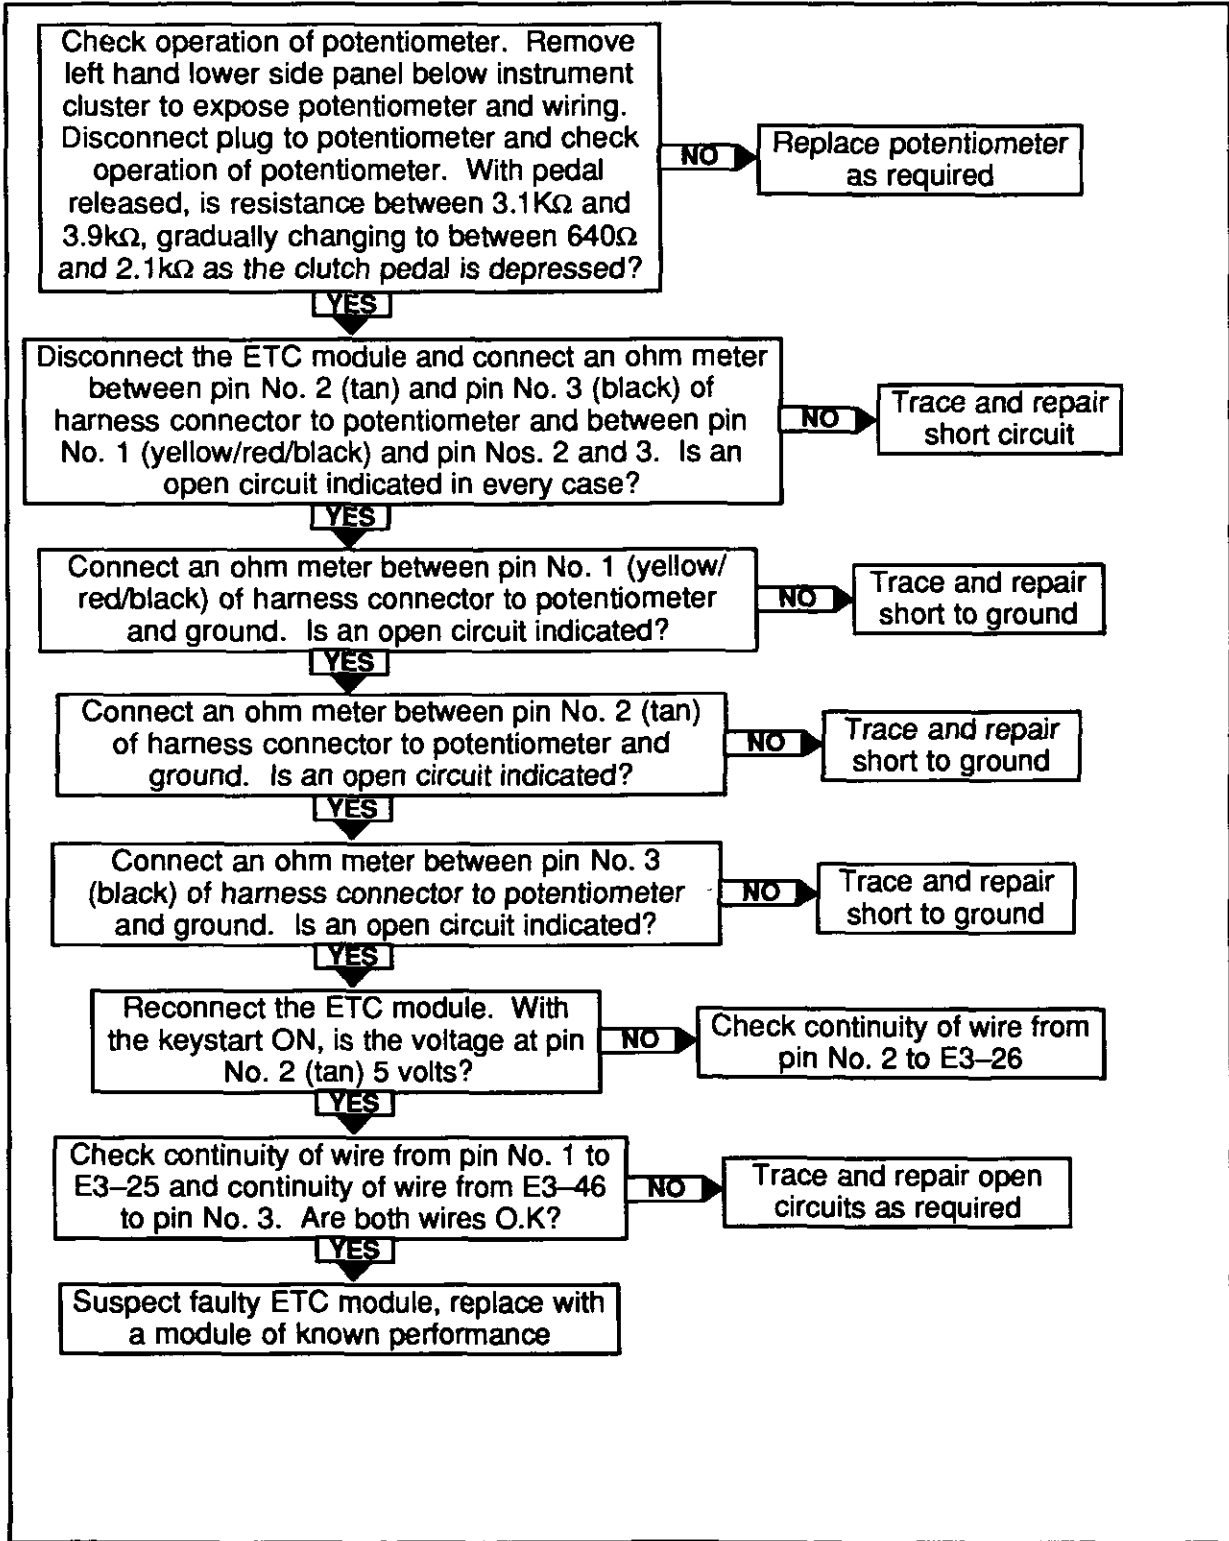 Check operation of potentiometer. Remove
left hand lower side panel below instrument
cluster to expose potentiometer and wiring.
Disconnect plug to potentiometer and check
operation of potentiometer. With pedal
released, is resistance between 3.1KΩ and
3.9kΩ, gradually changing to between 640Ω
and 2.1kΩ as the clutch pedal is depressed?
NO
Replace potentiometer
as required
YES
Disconnect the ETC module and connect an ohm meter
between pin No. 2 (tan) and pin No. 3 (black) of
harness connector to potentiometer and between pin
No. 1 (yellow/red/black) and pin Nos. 2 and 3. Is an
open circuit indicated in every case?
NO
Trace and repair
short circuit
YES
Connect an ohm meter between pin No. 1 (yellow/
red/black) of harness connector to potentiometer
and ground. Is an open circuit indicated?
NO
Trace and repair
short to ground
YES
Connect an ohm meter between pin No. 2 (tan)
of harness connector to potentiometer and
ground. Is an open circuit indicated?
NO
Trace and repair
short to ground
YES
Connect an ohm meter between pin No. 3
(black) of harness connector to potentiometer
and ground. Is an open circuit indicated?
NO
Trace and repair
short to ground
YES
Reconnect the ETC module. With
the keystart ON, is the voltage at pin
No. 2 (tan) 5 volts?
NO
Check continuity of wire from
pin No. 2 to E3–26
YES
Check continuity of wire from pin No. 1 to
E3–25 and continuity of wire from E3–46
to pin No. 3. Are both wires O.K?
NO
Trace and repair open
circuits as required
YES
Suspect faulty ETC module, replace with
a module of known performance